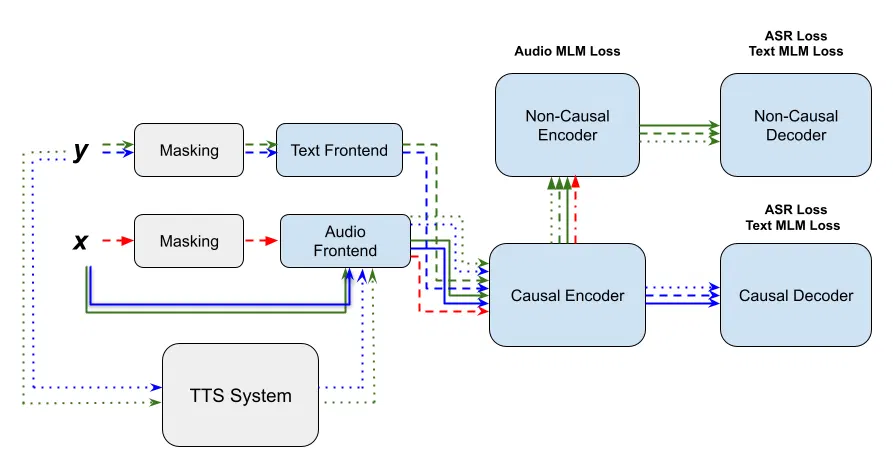 ASR Loss
Text MLM Loss
Audio MLM Loss
Non-Causal
Encoder
Non-Causal
Decoder
y
Masking
Text Frontend
x
Masking
Audio
Frontend
ASR Loss
Text MLM Loss
Causal Encoder
Causal Decoder
TTS System